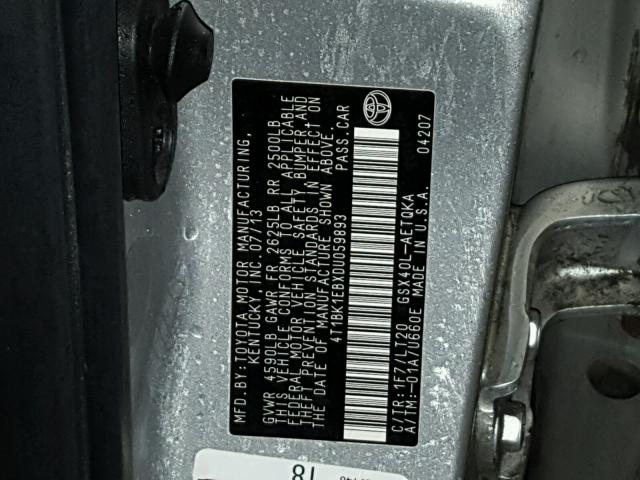 MFD.BY:TOYOTA MOTOR MANUFACTURING,
KENTUCKY, INC. 07/13
GVWR 4590LB GAWR FR 2625LB RR 2500LB
THIS VEHICLE CONFORMS TO ALL APPLICABLE
FEDERAL MOTOR VEHICLE SAFETY, BUMPER, AND
THEFT PREVENTION STANDARDS IN EFFECT ON
THE DATE OF MANUFACTURE SHOWN ABOVE.
4T1BK1EBXDU059893 PASS.CAR
C/TR:1F7/LT20 GSX40L-AETQKA
A/TM:-01A/U660E MADE IN U.S.A. 04207
18